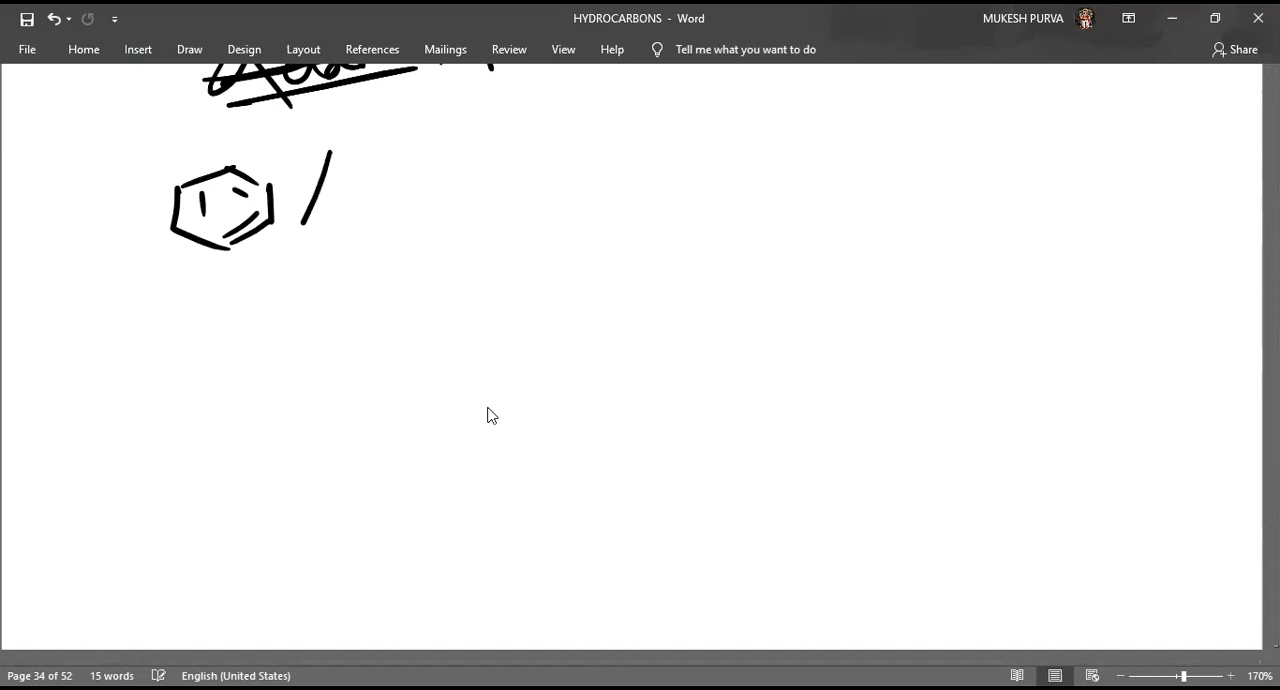 HYDROCARBONS - Word
MUKESH PURVA
File Home Insert Draw Design Layout References Mailings Review View Help Tell me what you want to do Share
Page 34 of 52 15 words English (United States) 170%